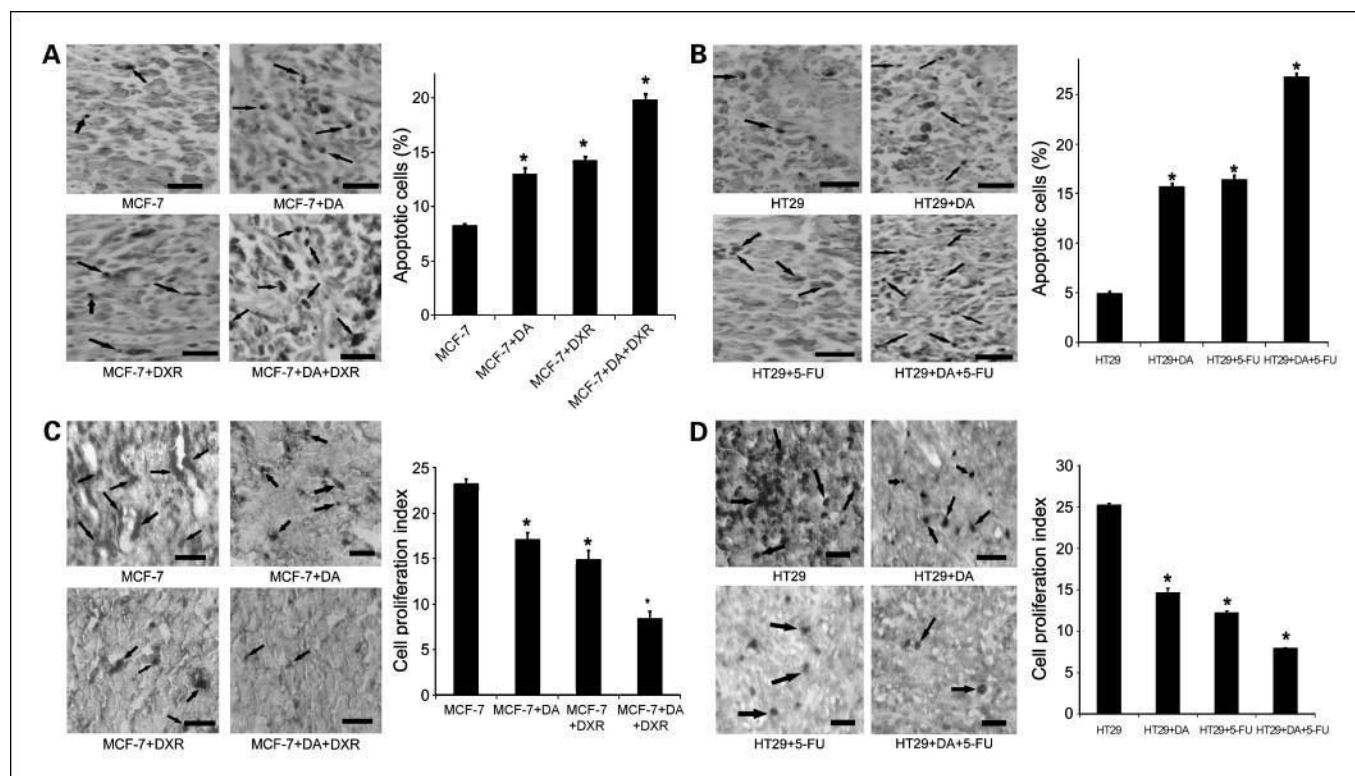 A
MCF-7
MCF-7+DA
MCF-7+DXR
MCF-7+DA+DXR
Apoptotic cells (%)
20
15
10
5
0
*
*
*
MCF-7
MCF-7+DA
MCF-7+DXR
MCF-7+DA+DXR
B
HT29
HT29+DA
HT29+5-FU
HT29+DA+5-FU
Apoptotic cells (%)
25
20
15
10
5
0
*
*
*
HT29
HT29+DA
HT29+5-FU
HT29+DA+5-FU
C
MCF-7
MCF-7+DA
MCF-7+DXR
MCF-7+DA+DXR
Cell proliferation index
25
20
15
10
5
0
*
*
*
MCF-7
MCF-7+DA
MCF-7
+DXR
MCF-7+DA
+DXR
D
HT29
HT29+DA
HT29+5-FU
HT29+DA+5-FU
Cell proliferation index
30
25
20
15
10
5
0
*
*
*
HT29
HT29+DA
HT29+5-FU
HT29+DA+5-FU